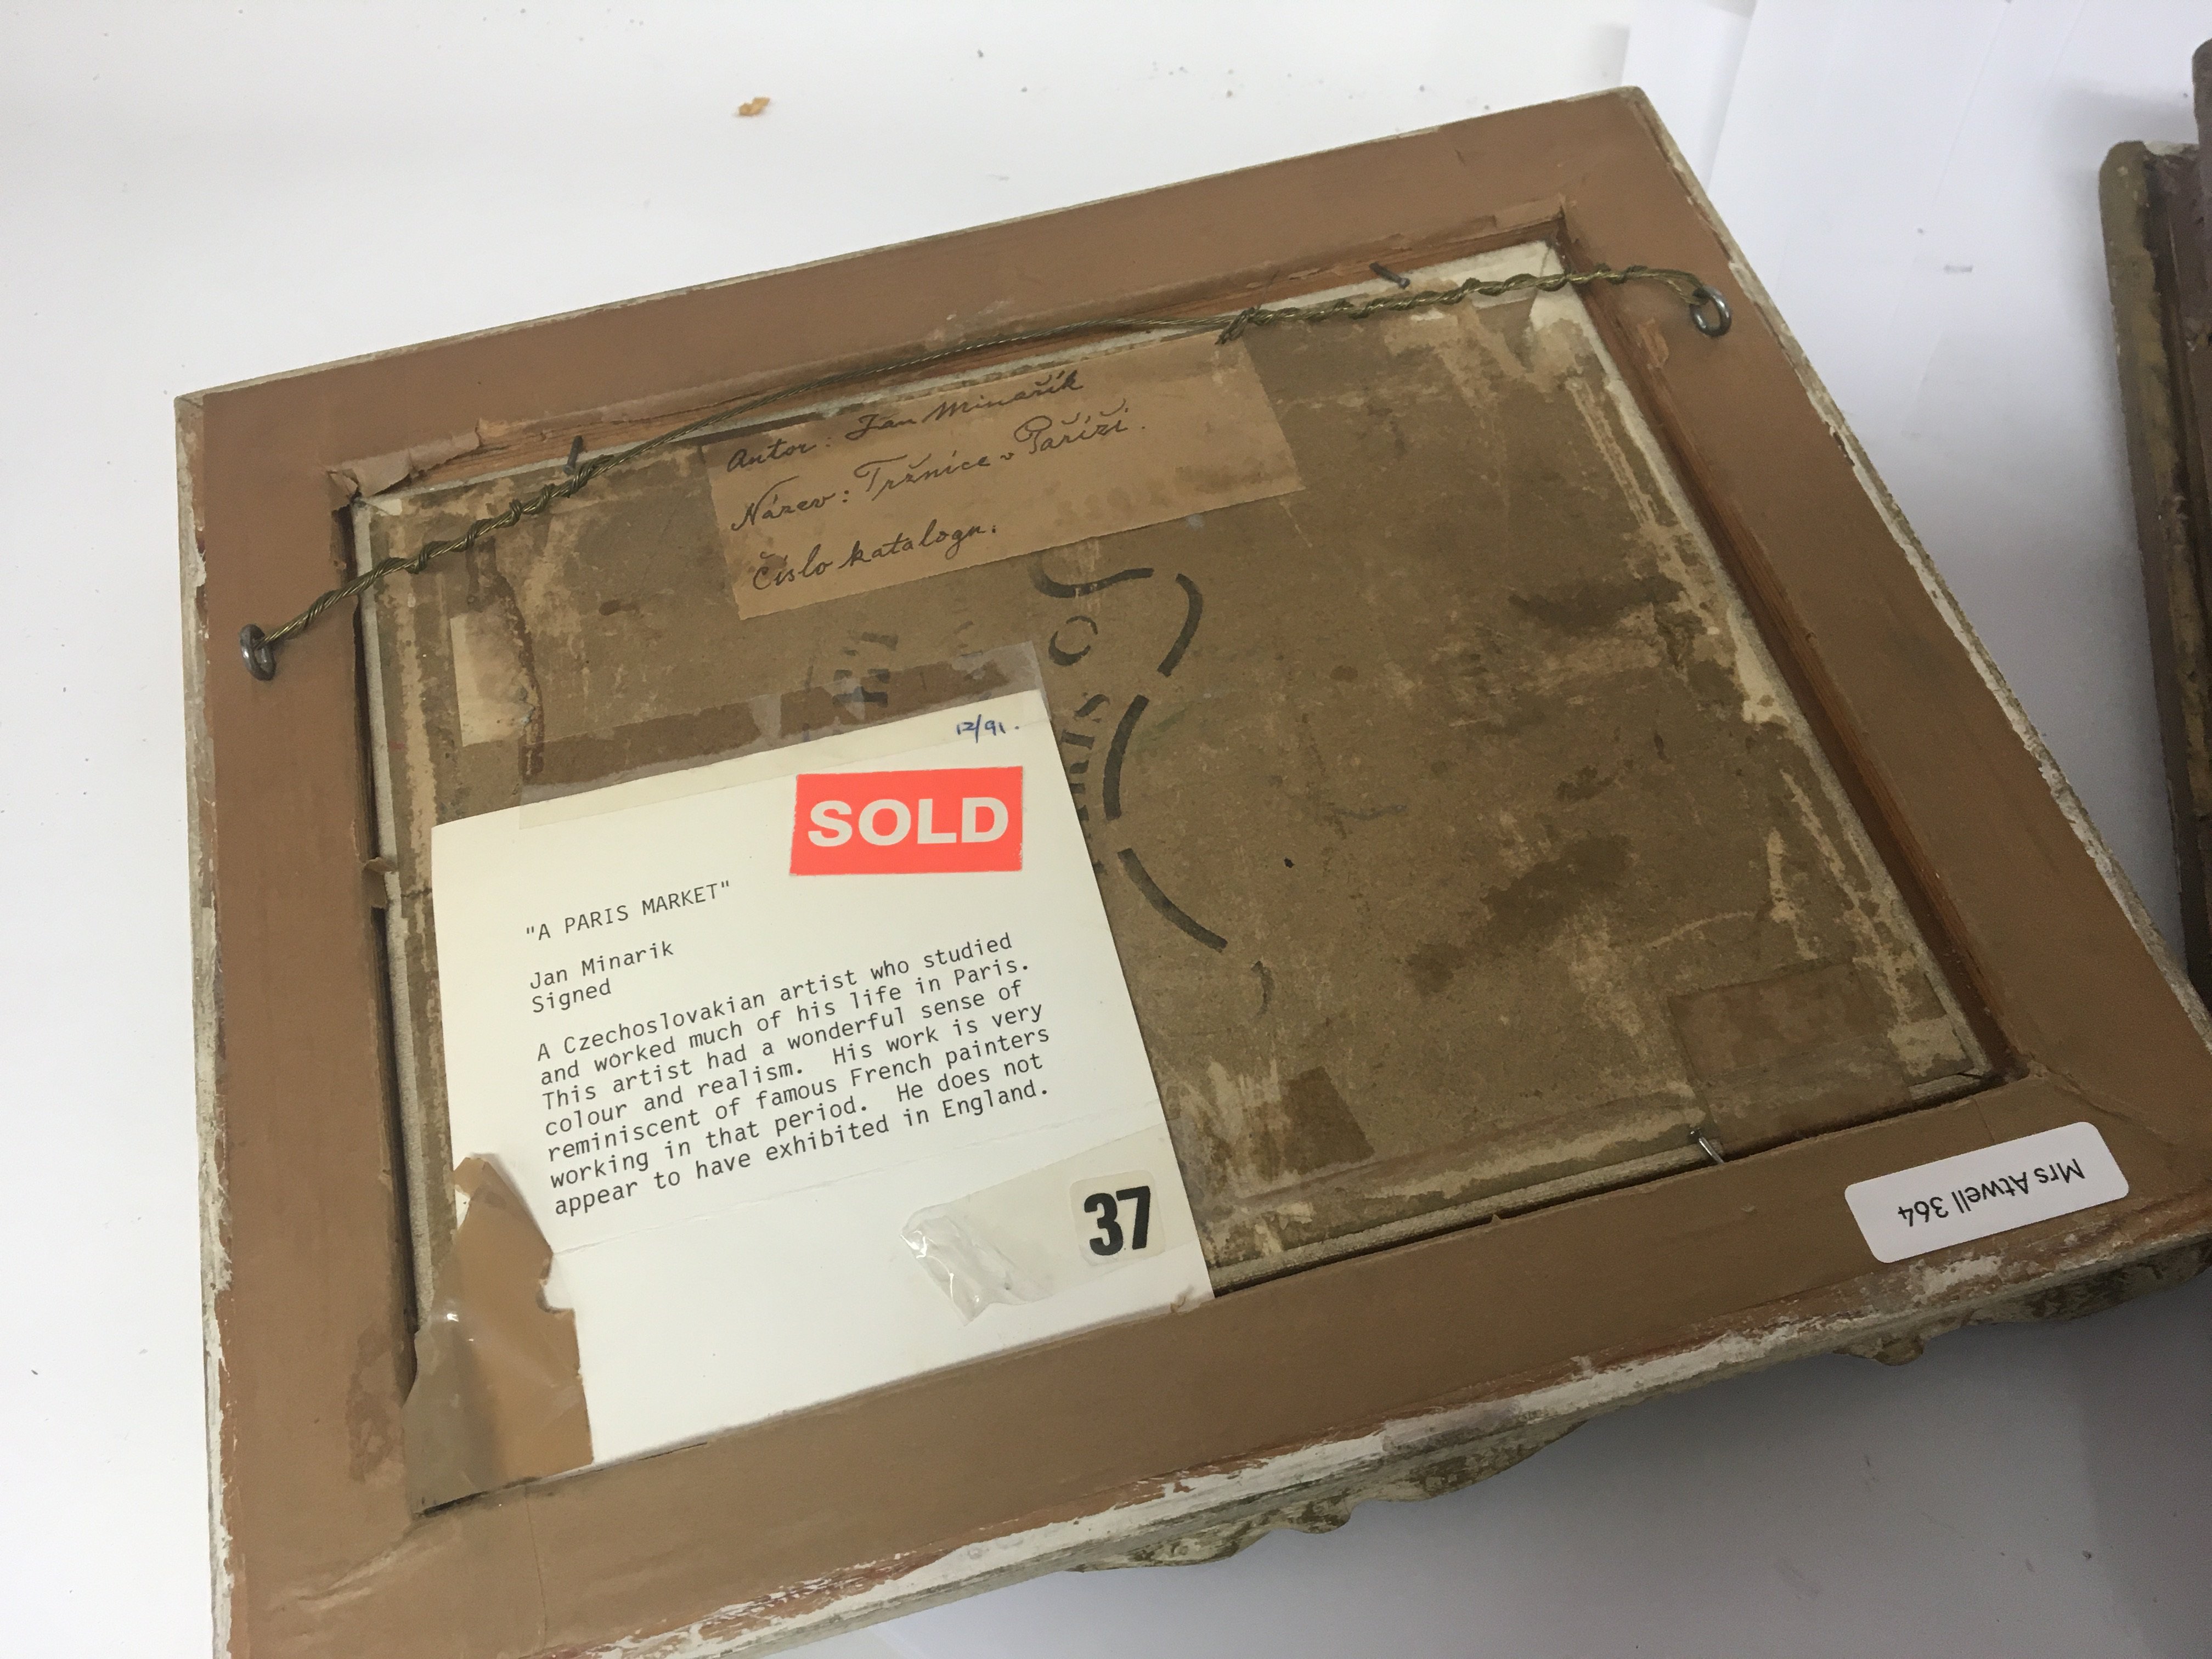 Autor: Jan Minařík
Název: Tržnice v Paříži.
Číslo katalogu.
12/91.
SOLD
"A PARIS MARKET"
Jan Minarik
Signed
A Czechoslovakian artist who studied
and worked much of his life in Paris.
This artist had a wonderful sense of
colour and realism.  His work is very
reminiscent of famous French painters
working in that period.  He does not
appear to have exhibited in England.
37
Mrs Atwell 364